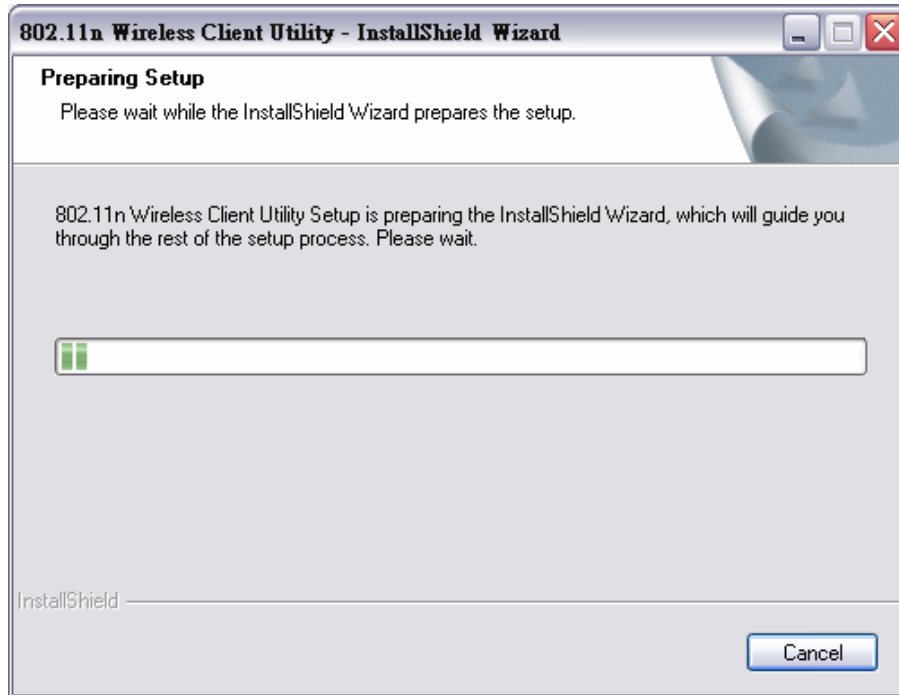 802.11n Wireless Client Utility - InstallShield Wizard
Preparing Setup
Please wait while the InstallShield Wizard prepares the setup.
802.11n Wireless Client Utility Setup is preparing the InstallShield Wizard, which will guide you
through the rest of the setup process. Please wait.
InstallShield
Cancel